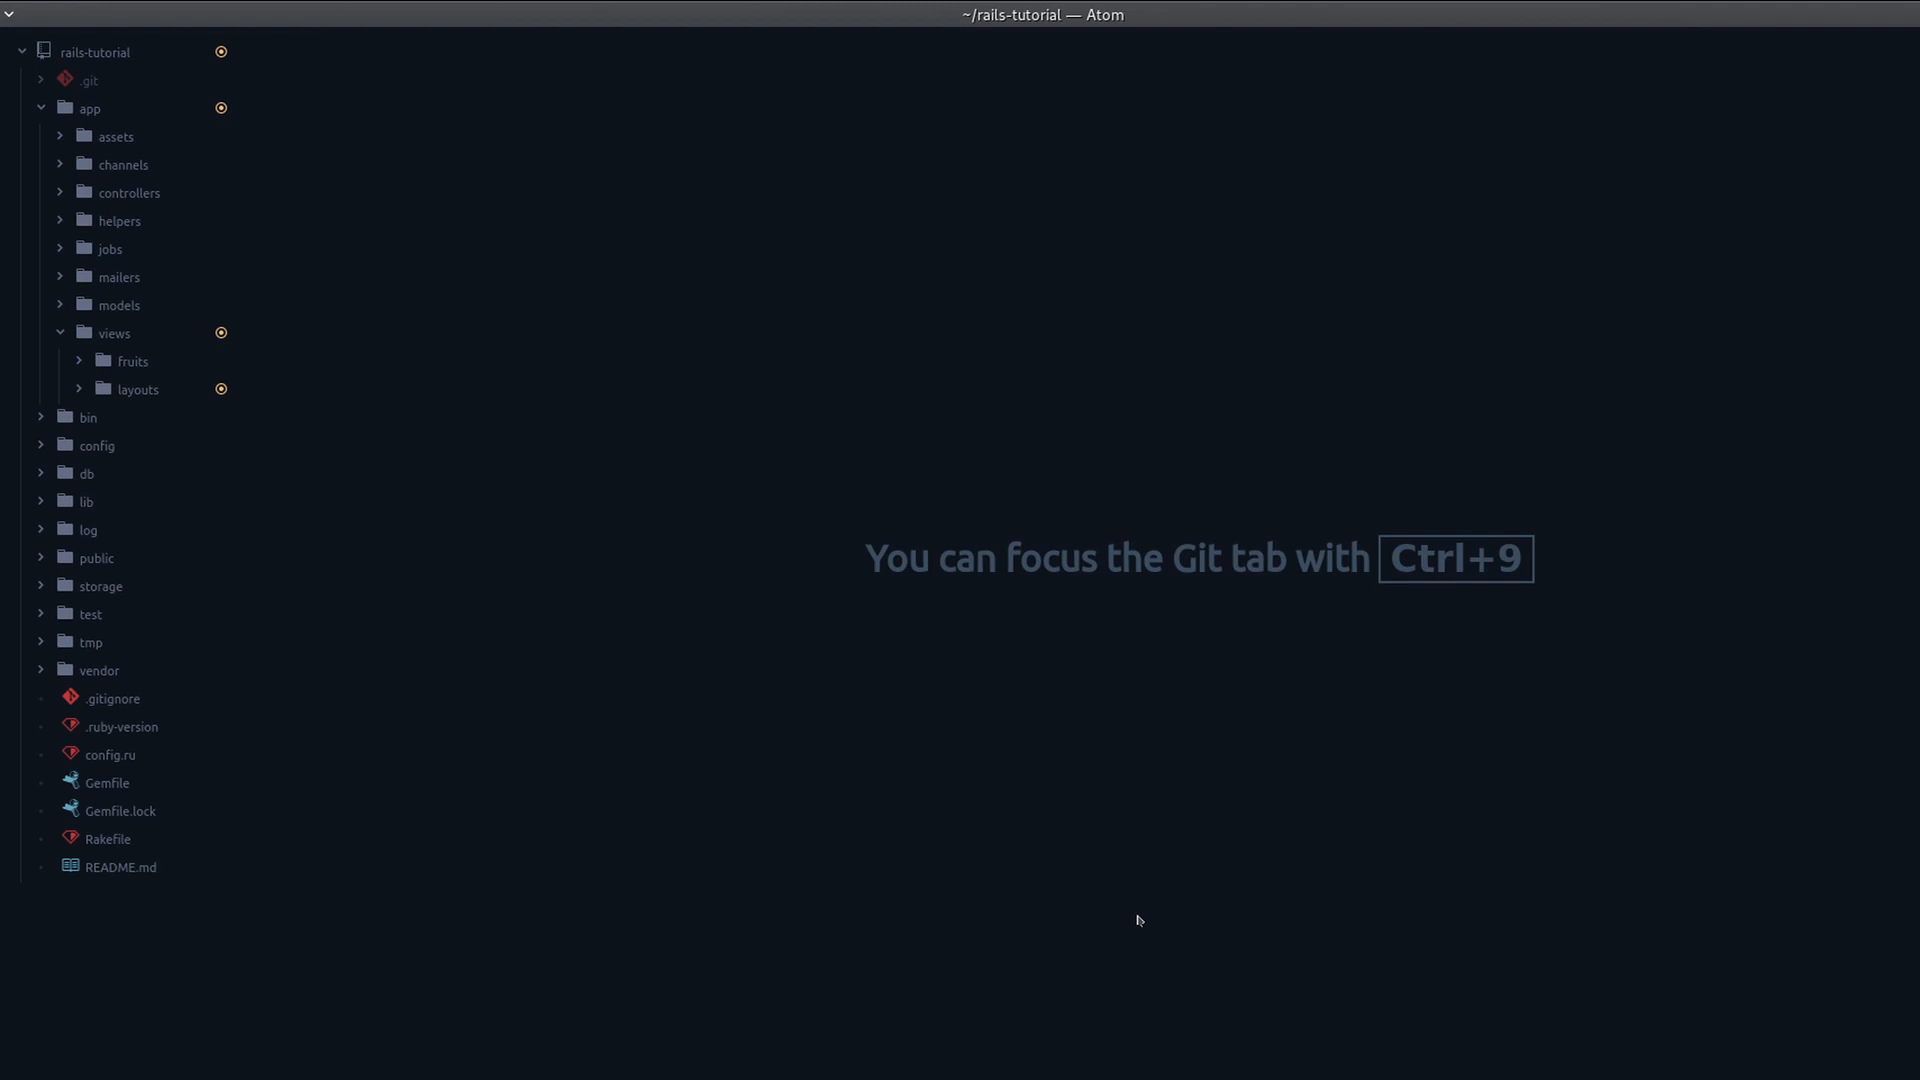 ~/rails-tutorial — Atom
rails-tutorial
.git
app
assets
channels
controllers
helpers
jobs
mailers
models
views
fruits
layouts
bin
config
db
lib
log
public
storage
test
tmp
vendor
.gitignore
.ruby-version
config.ru
Gemfile
Gemfile.lock
Rakefile
README.md
You can focus the Git tab with Ctrl+9